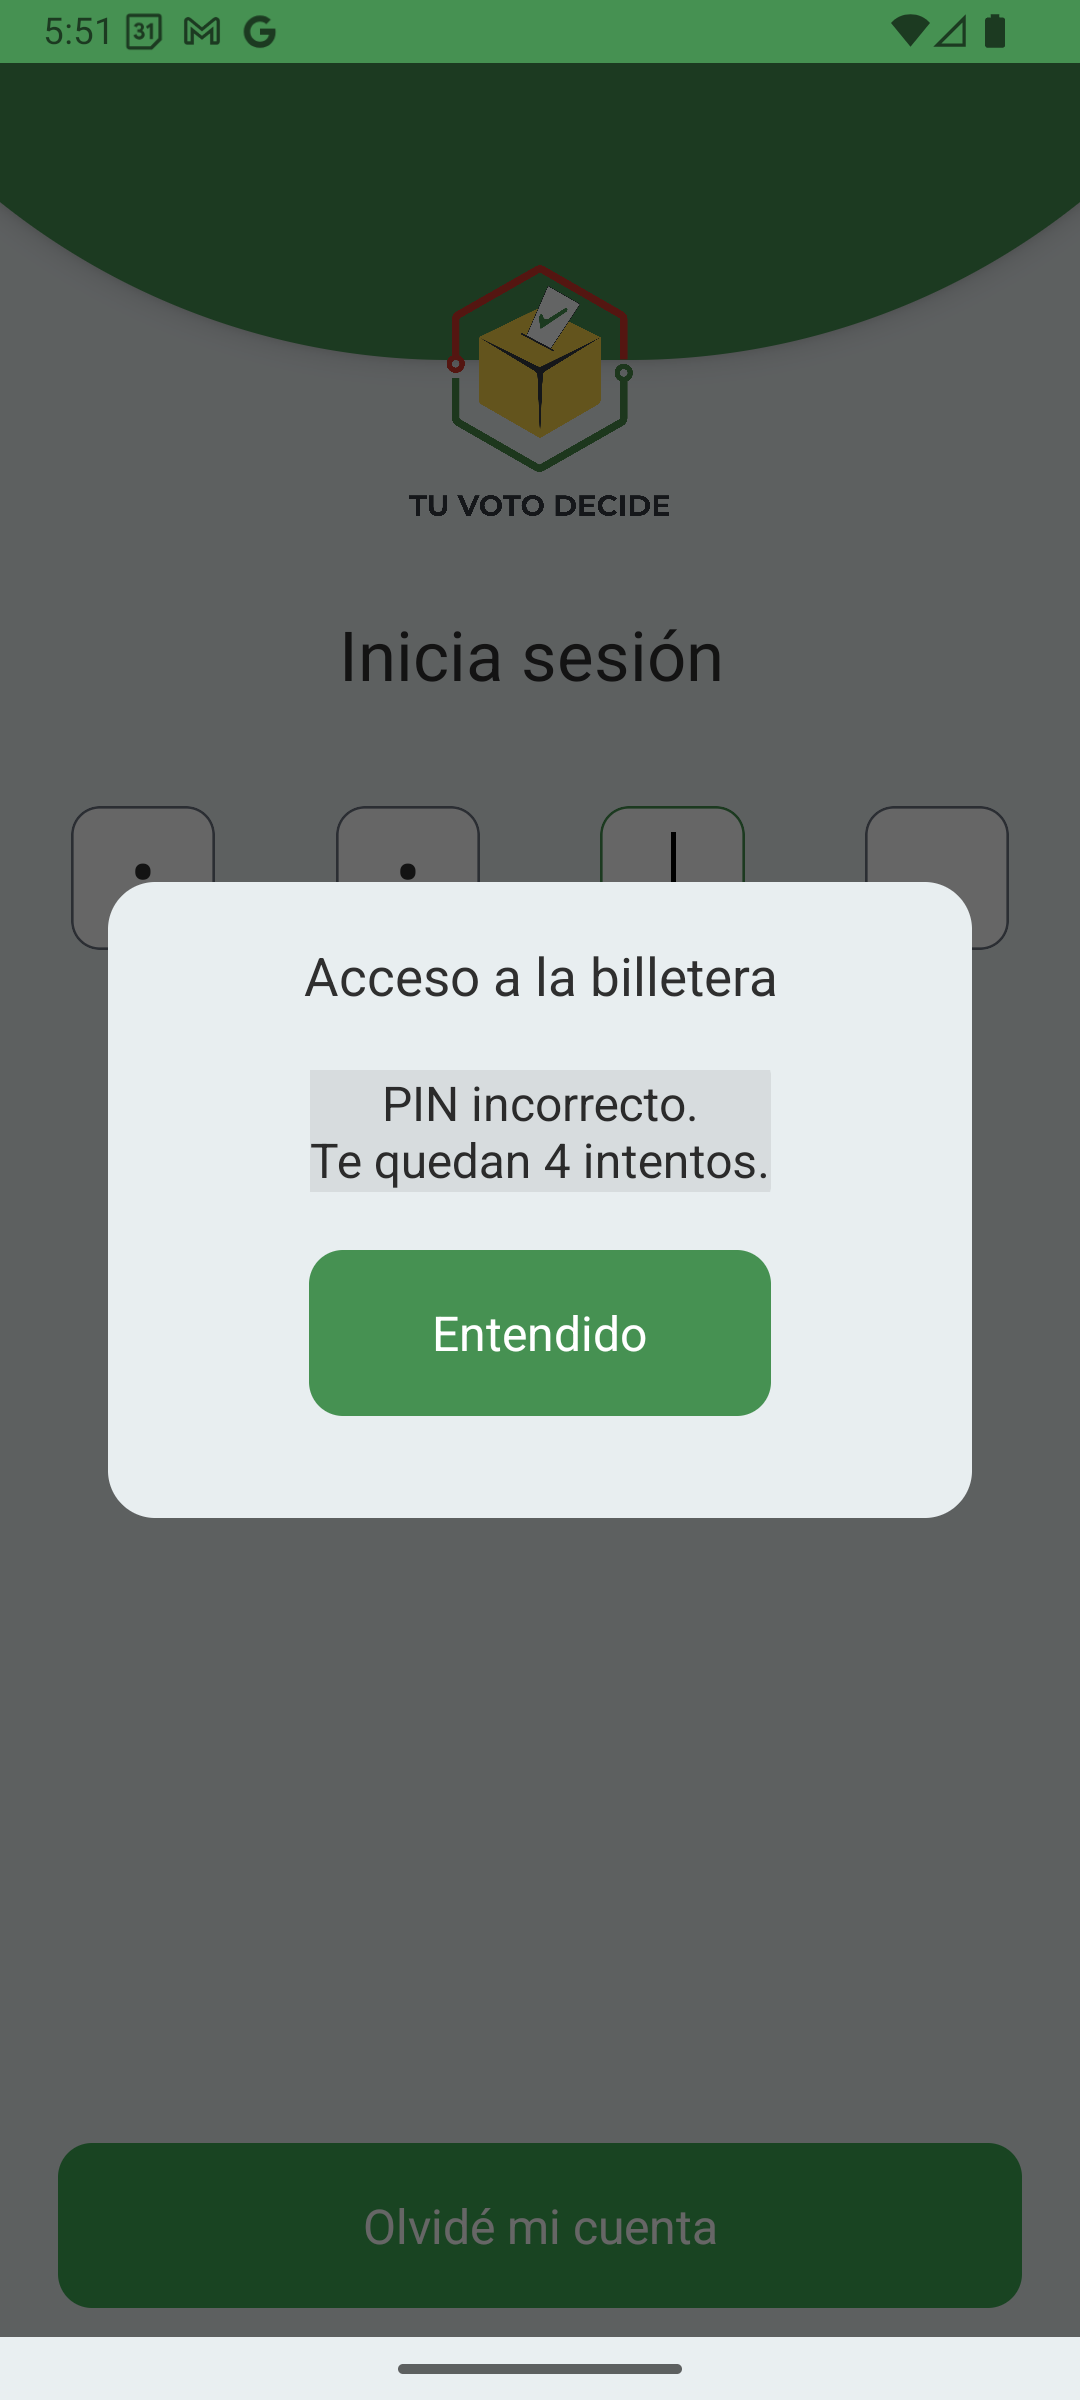 5:51
31
TU VOTO DECIDE
Inicia sesión
Acceso a la billetera
PIN incorrecto.
Te quedan 4 intentos.
Entendido
Olvidé mi cuenta